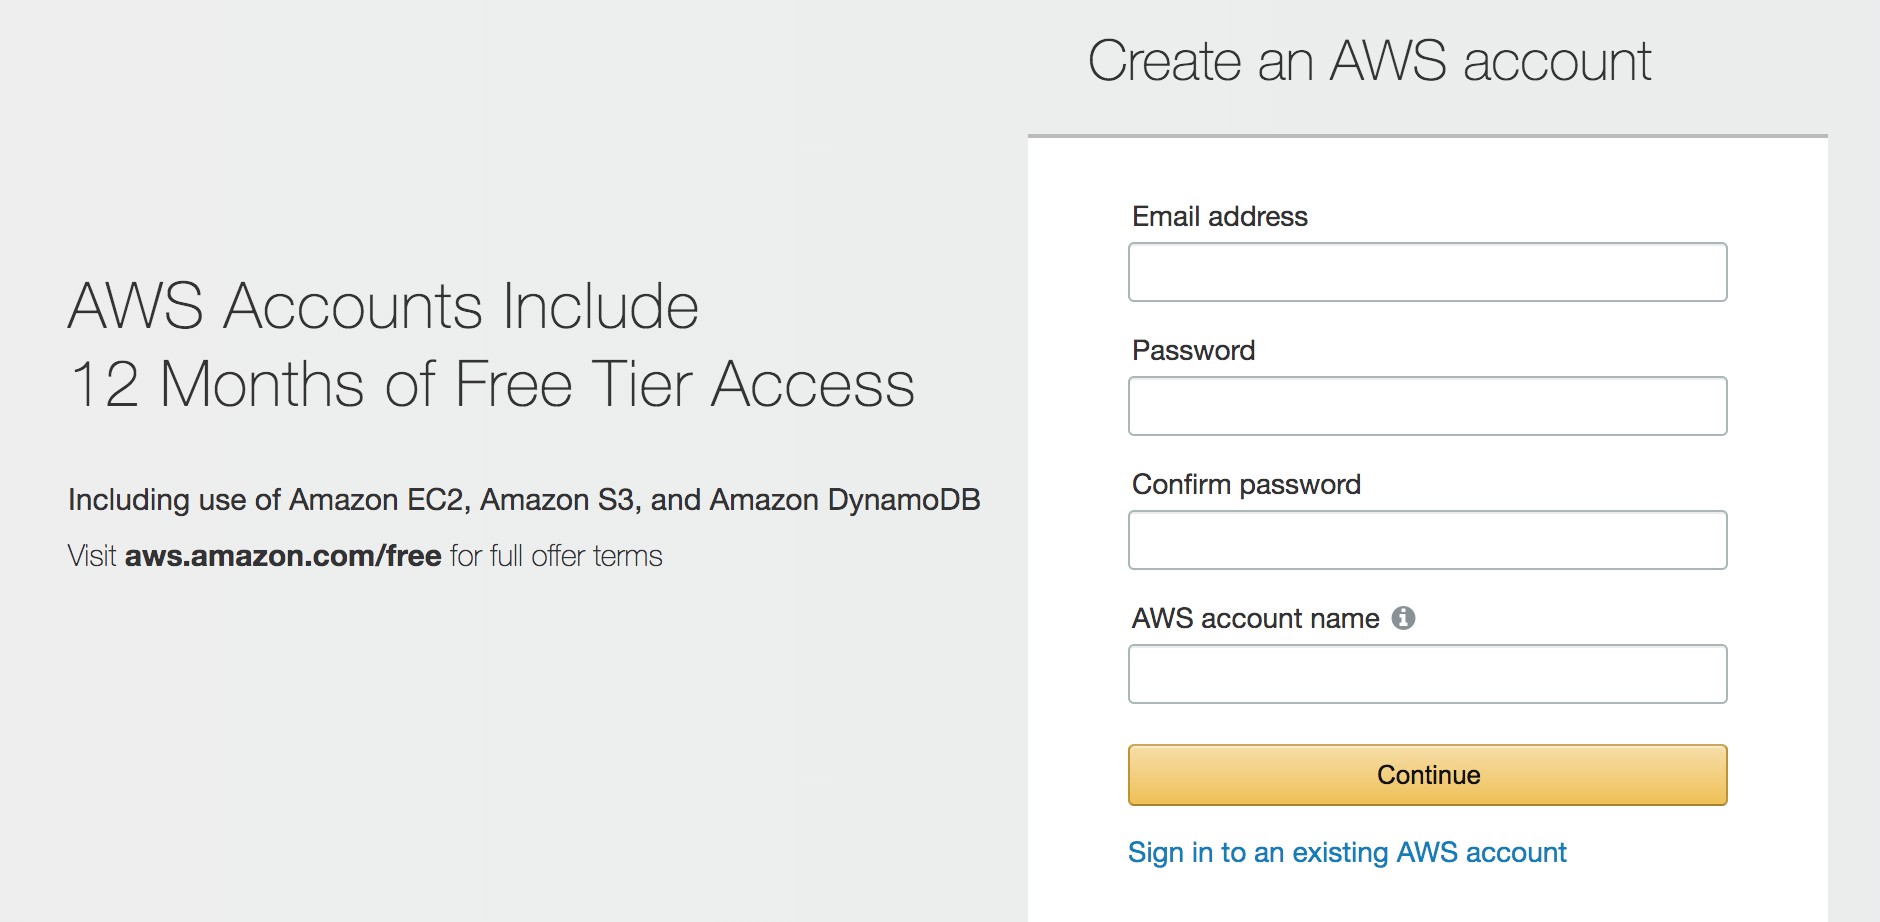 Create an AWS account
AWS Accounts Include
12 Months of Free Tier Access
Including use of Amazon EC2, Amazon S3, and Amazon DynamoDB
Visit aws.amazon.com/free for full offer terms
Email address
Password
Confirm password
AWS account name
Continue
Sign in to an existing AWS account